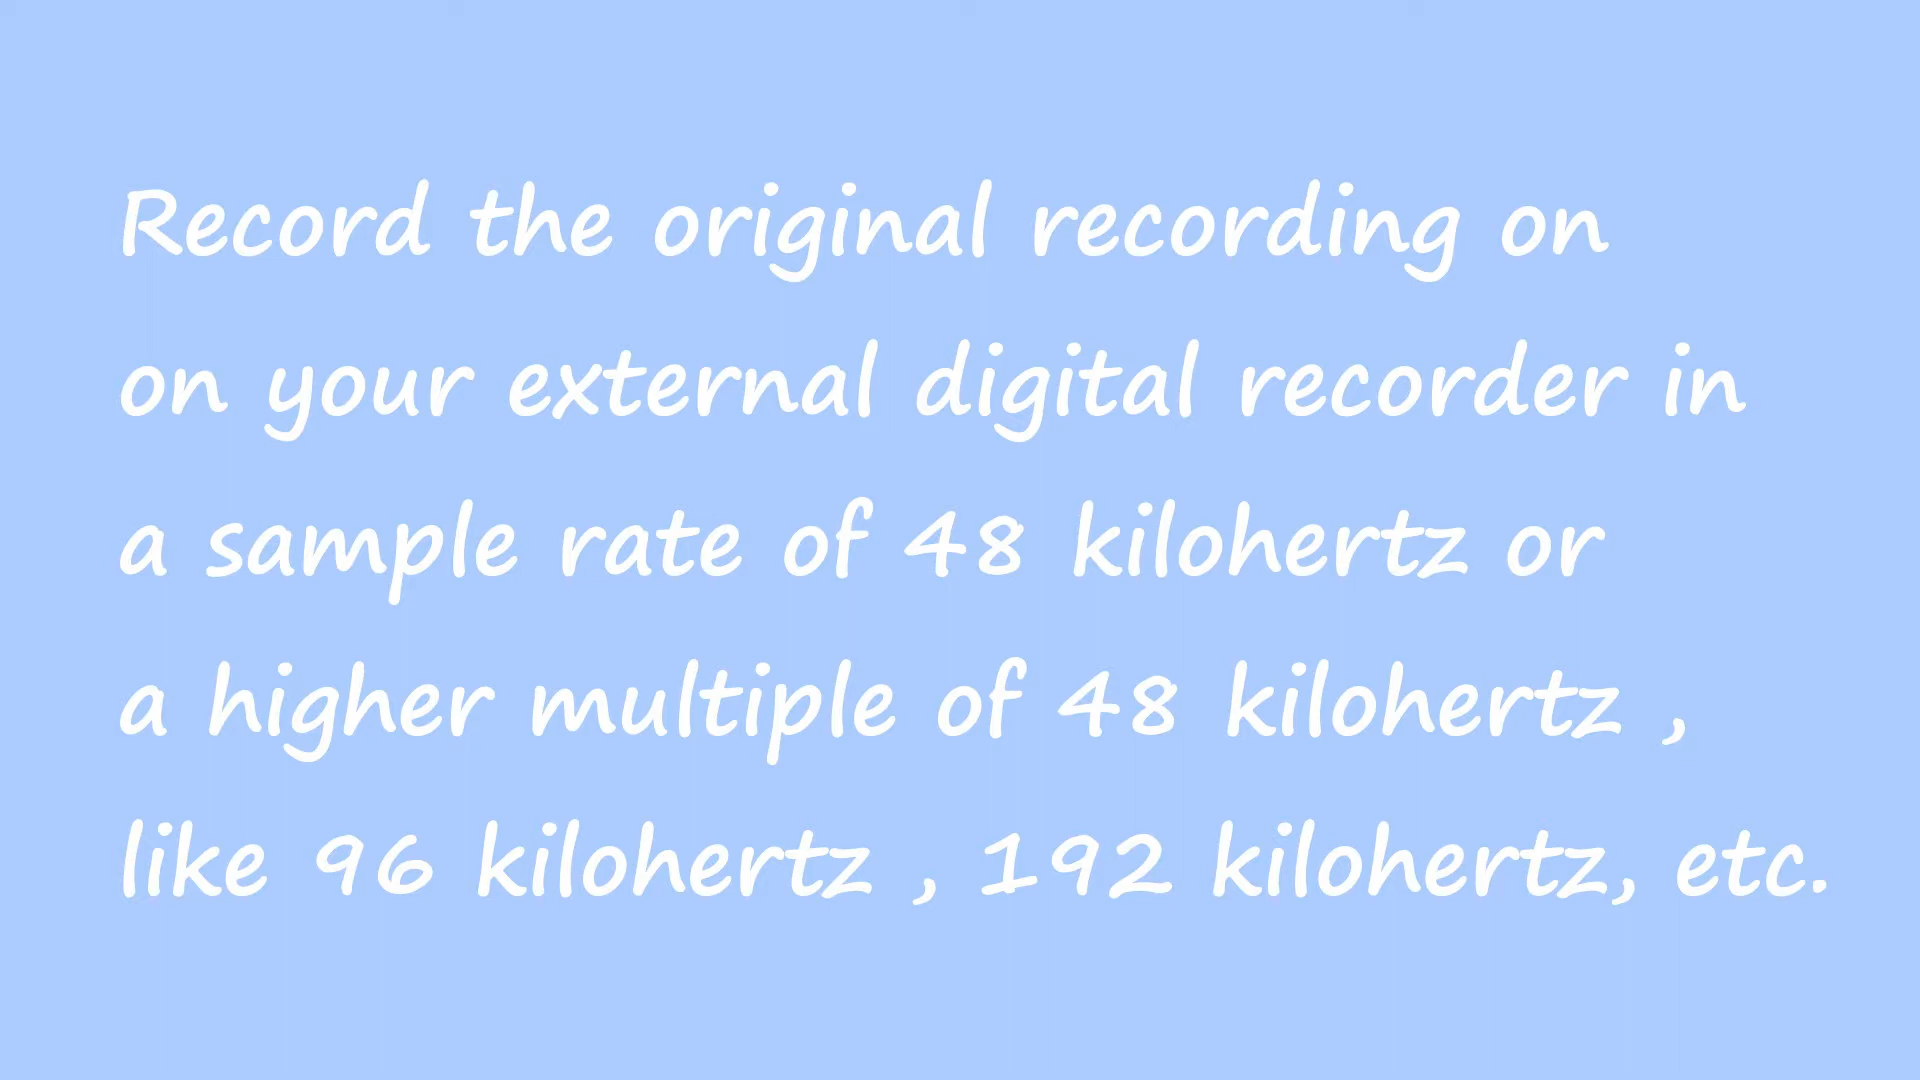 Record the original recording on
on your external digital recorder in
a sample rate of 48 kilohertz or
a higher multiple of 48 kilohertz ,
like 96 kilohertz , 192 kilohertz, etc.